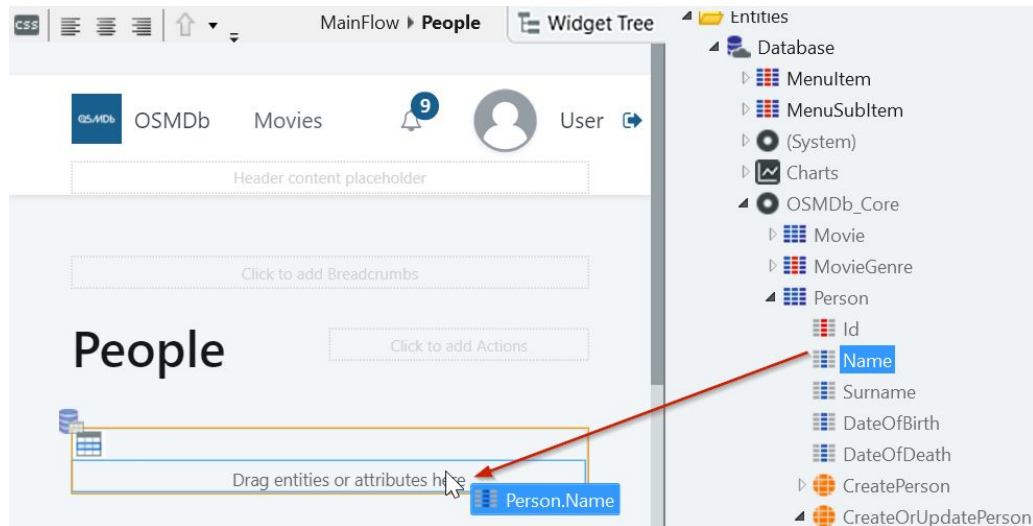 css
MainFlow People
Widget Tree
OSMDb OSMDb Movies 9 User
Header content placeholder
Click to add Breadcrumbs
People
Click to add Actions
Drag entities or attributes here
Person.Name
Entities
Database
MenuItem
MenuSubItem
(System)
Charts
OSMDb_Core
Movie
MovieGenre
Person
Id
Name
Surname
DateOfBirth
DateOfDeath
CreatePerson
CreateOrUpdatePerson